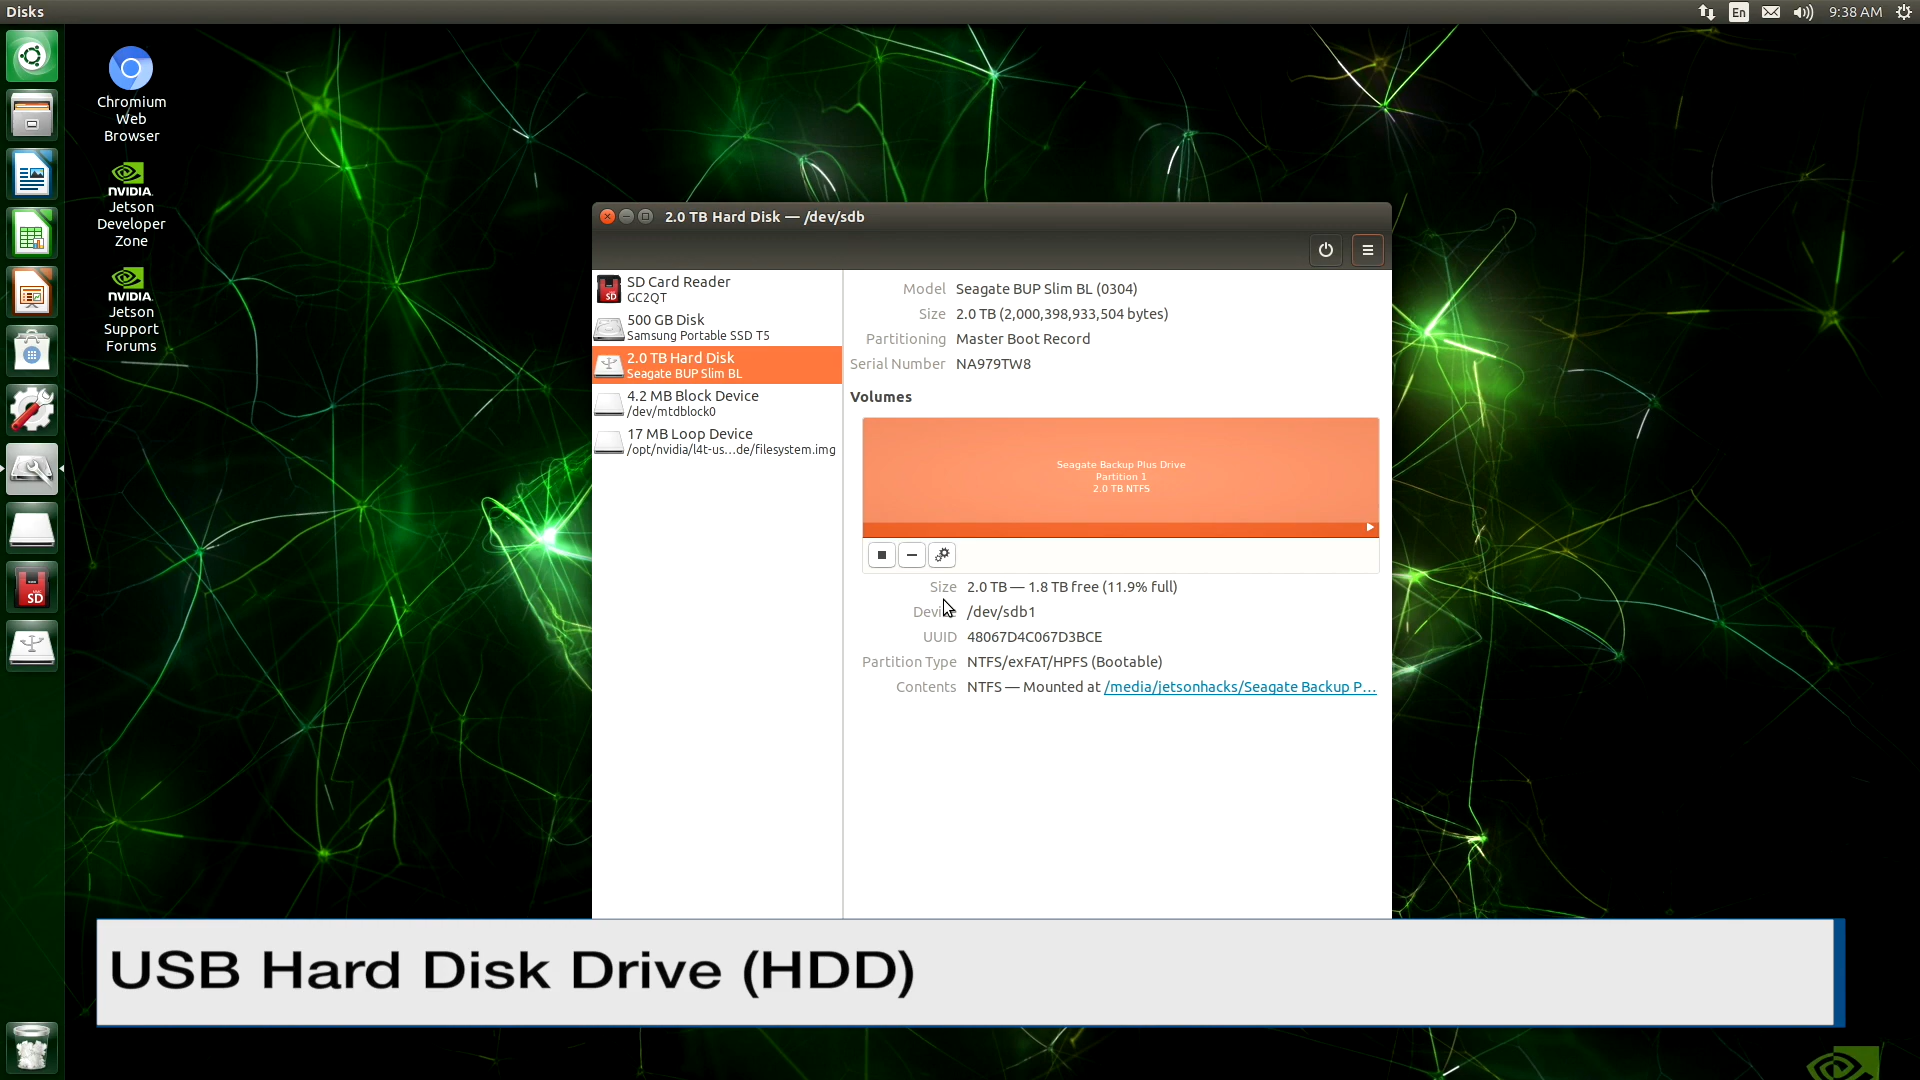 Disks
En
9:38 AM
Chromium
Web
Browser
NVIDIA.
Jetson
Developer
Zone
NVIDIA.
Jetson
Support
Forums
SD
2.0 TB Hard Disk — /dev/sdb
SD
SD Card Reader
GC2QT
500 GB Disk
Samsung Portable SSD T5
2.0 TB Hard Disk
Seagate BUP Slim BL
4.2 MB Block Device
/dev/mtdblock0
17 MB Loop Device
/opt/nvidia/l4t-us...de/filesystem.img
Model Seagate BUP Slim BL (0304)
Size 2.0 TB (2,000,398,933,504 bytes)
Partitioning Master Boot Record
Serial Number NA979TW8
Volumes
Seagate Backup Plus Drive
Partition 1
2.0 TB NTFS
Size 2.0 TB — 1.8 TB free (11.9% full)
/dev/sdb1
UUID 48067D4C067D3BCE
Partition Type NTFS/exFAT/HPFS (Bootable)
Contents NTFS — Mounted at /media/jetsonhacks/Seagate Backup P...
USB Hard Disk Drive (HDD)